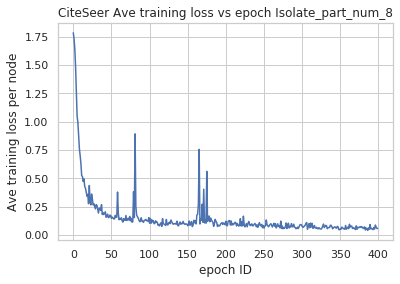 CiteSeer Ave training loss vs epoch Isolate_part_num_8
Ave training loss per node
1.75
1.50
1.25
1.00
0.75
0.50
0.25
0.00
0 50 100 150 200 250 300 350 400
epoch ID